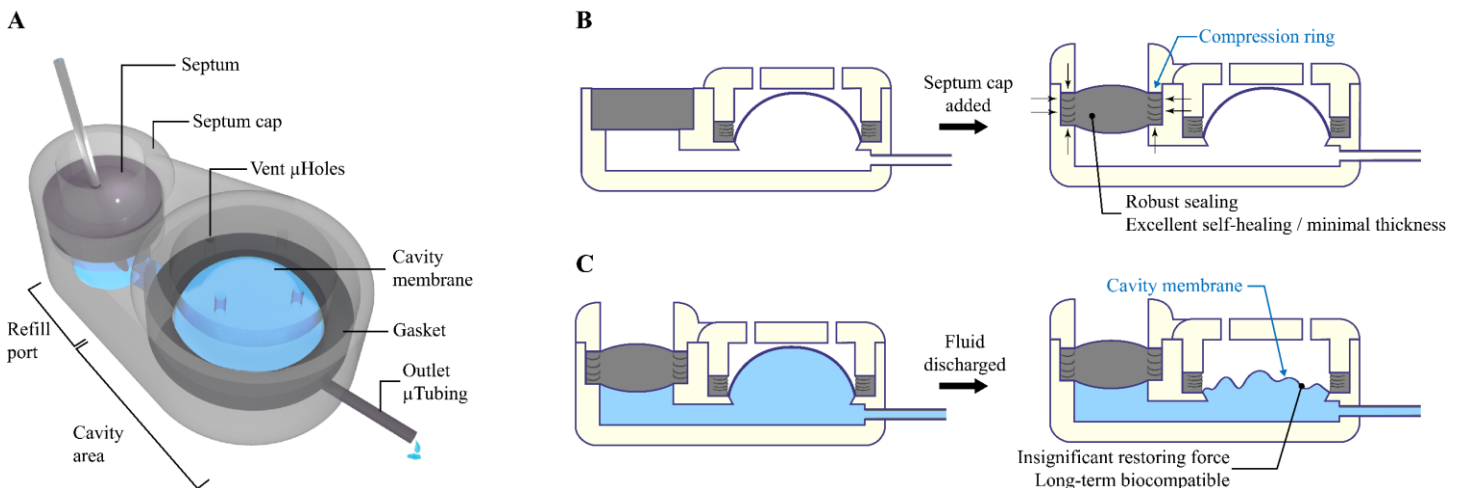 A
Septum
Septum cap
Vent µHoles
Cavity
membrane
Gasket
Outlet
µTubing
Refill
port
Cavity
area
B
Septum cap
added
Compression ring
Robust sealing
Excellent self-healing / minimal thickness
C
Fluid
discharged
Cavity membrane
Insignificant restoring force
Long-term biocompatible